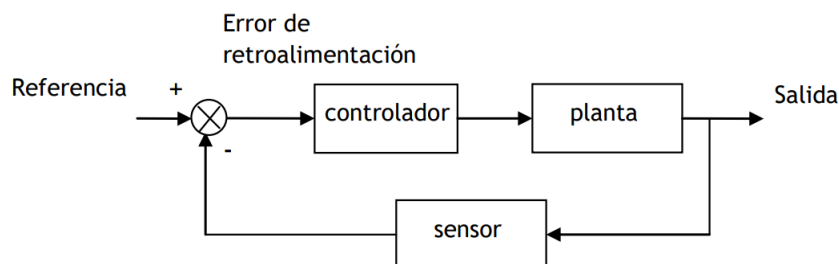 Error de
retroalimentación
Referencia
+
controlador
planta
Salida
-
sensor